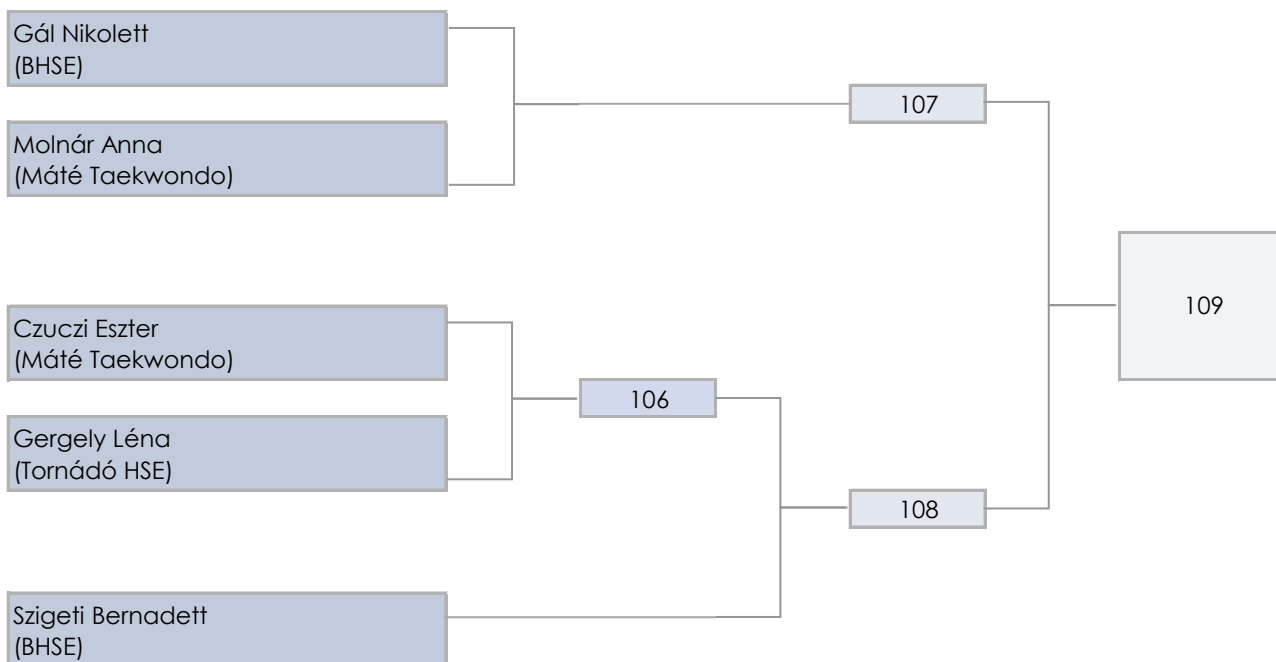 Gál Nikolett
(BHSE)
107
Molnár Anna
(Máté Taekwondo)
109
Czuczi Eszter
(Máté Taekwondo)
106
Gergely Léna
(Tornádó HSE)
108
Szigeti Bernadett
(BHSE)